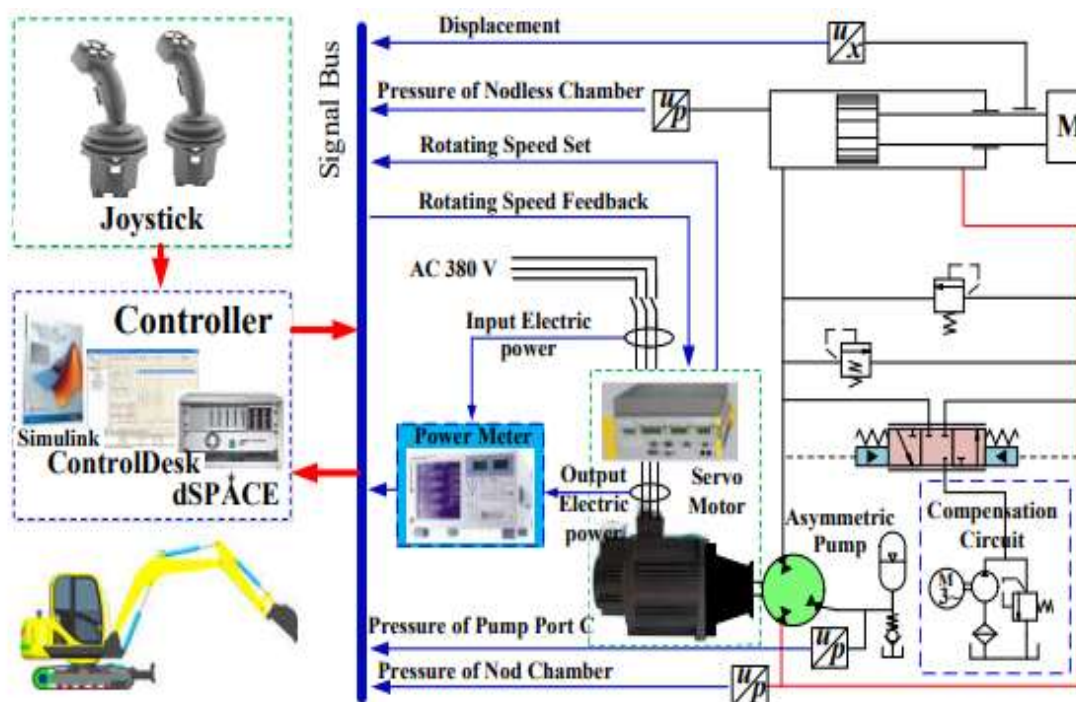 Joystick
Controller
Simulink
ControlDesk
dSPACE
Signal Bus
Displacement
u
x
Pressure of Nodless Chamber
u
p
Rotating Speed Set
Rotating Speed Feedback
AC 380 V
Input Electric
power
Power Meter
Output
Electric
power
Servo
Motor
M
Asymmetric
Pump
Compensation
Circuit
M
3
Pressure of Pump Port C
u
p
Pressure of Nod Chamber
u
p